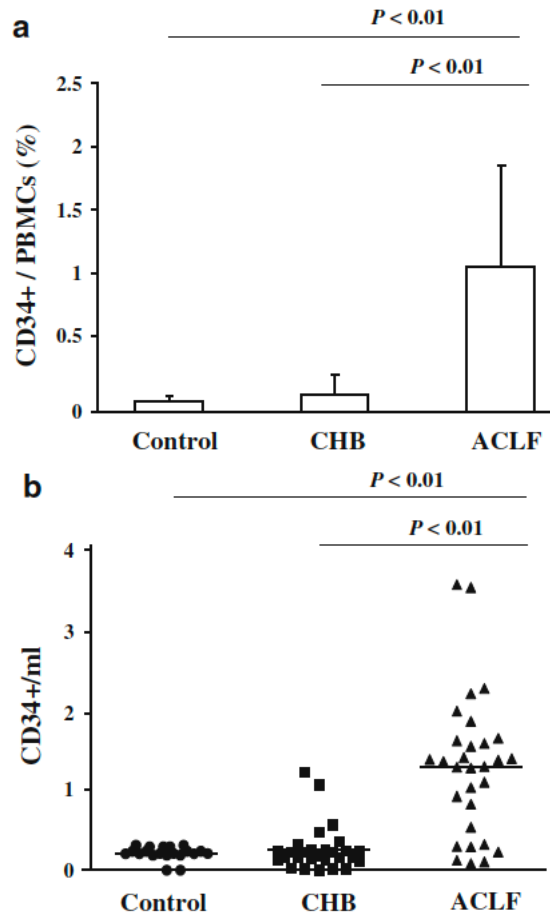 a
P < 0.01
P < 0.01
CD34+ / PBMCs (%)
2.5
2
1.5
1
0.5
0
Control CHB ACLF
b
P < 0.01
P < 0.01
CD34+/ml
4
3
2
1
0
Control CHB ACLF